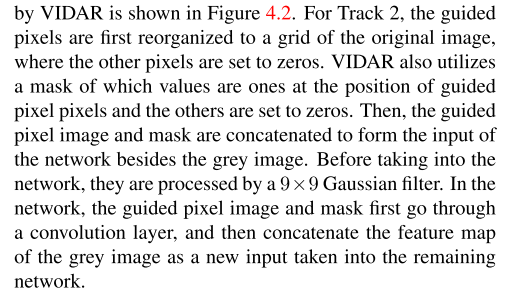 by VIDAR is shown in Figure 4.2. For Track 2, the guided
pixels are first reorganized to a grid of the original image,
where the other pixels are set to zeros. VIDAR also utilizes
a mask of which values are ones at the position of guided
pixel pixels and the others are set to zeros. Then, the guided
pixel image and mask are concatenated to form the input of
the network besides the grey image. Before taking into the
network, they are processed by a 9×9 Gaussian filter. In the
network, the guided pixel image and mask first go through
a convolution layer, and then concatenate the feature map
of the grey image as a new input taken into the remaining
network.